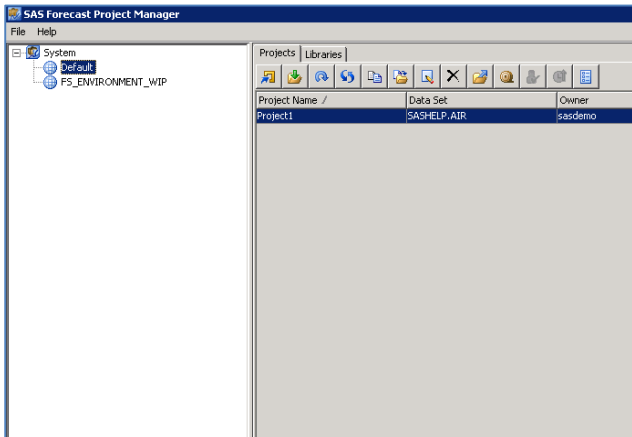 SAS Forecast Project Manager
File Help
System
Default
FS_ENVIRONMENT_WIP
Projects Libraries
Project Name / Data Set Owner
Project1 SASHELP.AIR sasdemo